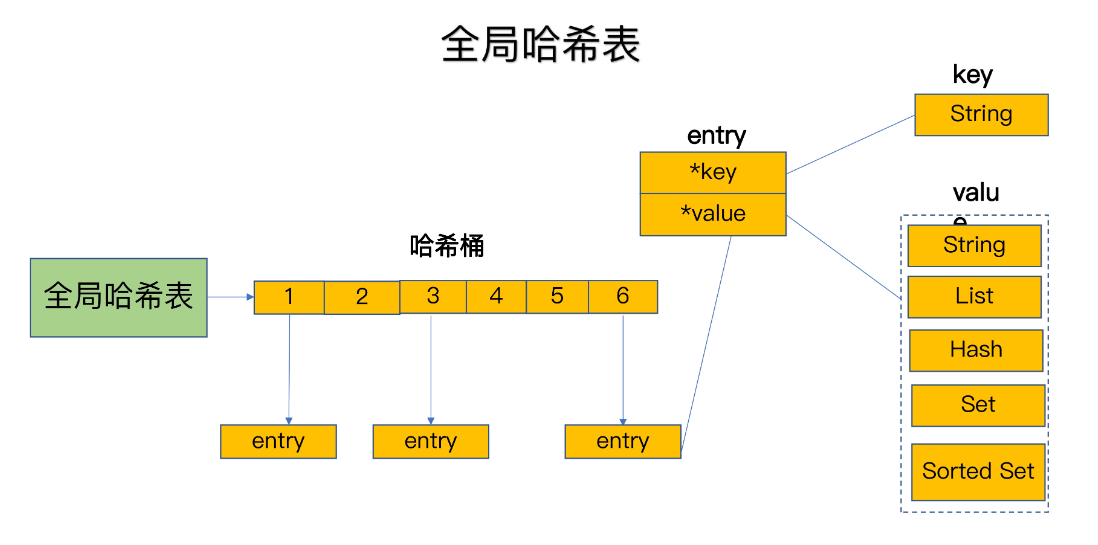 全局哈希表
key
String
entry
*key
*value
valu
e
String
List
Hash
Set
Sorted Set
哈希桶
全局哈希表
1 2 3 4 5 6
entry entry entry